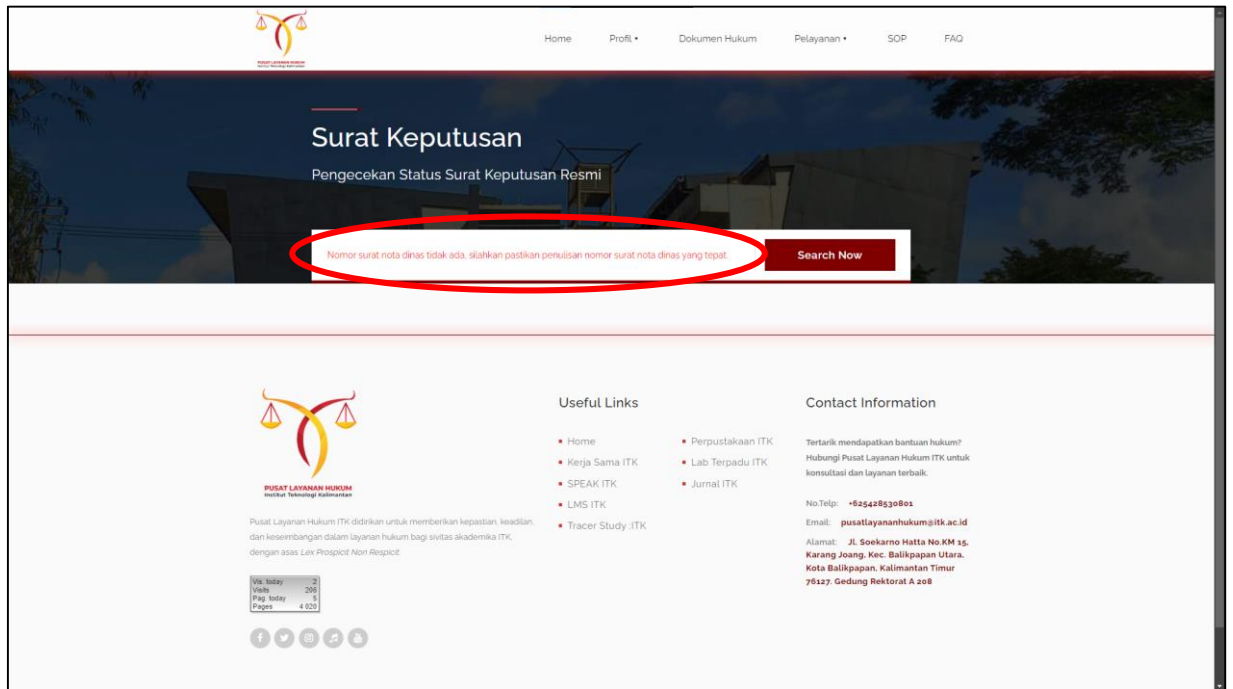 PUSAT LAYANAN HUKUM
Institut Teknologi Kalimantan
Home Profil Dokumen Hukum Pelayanan SOP FAQ
Surat Keputusan
Pengecekan Status Surat Keputusan Resmi
Nomor surat nota dinas tidak ada, silahkan pastikan penulisan nomor surat nota dinas yang tepat.
Search Now
PUSAT LAYANAN HUKUM
Institut Teknologi Kalimantan
Pusat Layanan Hukum ITK didirikan untuk memberikan kepastian, keadilan,
dan keseimbangan dalam layanan hukum bagi sivitas akademika ITK,
dengan asas Lex Prospicit Non Respicit.
Vis. today 2
Visits 206
Pag. today 5
Pages 4 020
Useful Links
Home
Kerja Sama ITK
SPEAK ITK
LMS ITK
Tracer Study :ITK
Perpustakaan ITK
Lab Terpadu ITK
Jurnal ITK
Contact Information
Tertarik mendapatkan bantuan hukum?
Hubungi Pusat Layanan Hukum ITK untuk
konsultasi dan layanan terbaik.
No.Telp: +625428530801
Email: pusatlayananhukum@itk.ac.id
Alamat: Jl. Soekarno Hatta No.KM 15,
Karang Joang, Kec. Balikpapan Utara,
Kota Balikpapan, Kalimantan Timur
76127. Gedung Rektorat A 208